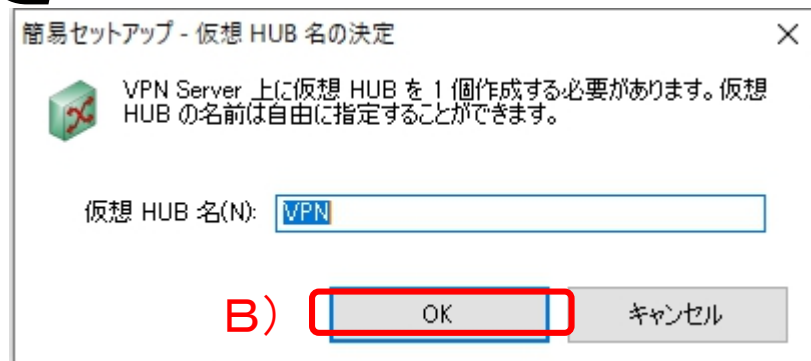 簡易セットアップ - 仮想 HUB 名の決定
VPN Server 上に仮想 HUB を 1 個作成する必要があります。仮想
HUB の名前は自由に指定することができます。
仮想 HUB 名(N): VPN
B) OK キャンセル